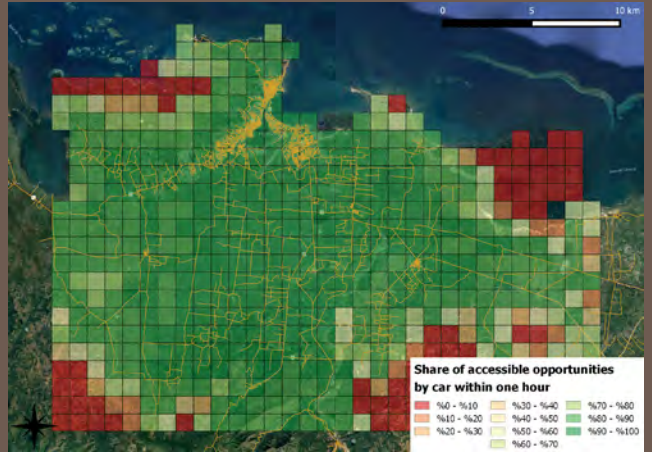 0 5 10 km
Share of accessible opportunities
by car within one hour
%0 - %10 %30 - %40 %70 - %80
%10 - %20 %40 - %50 %80 - %90
%20 - %30 %50 - %60 %90 - %100
%60 - %70